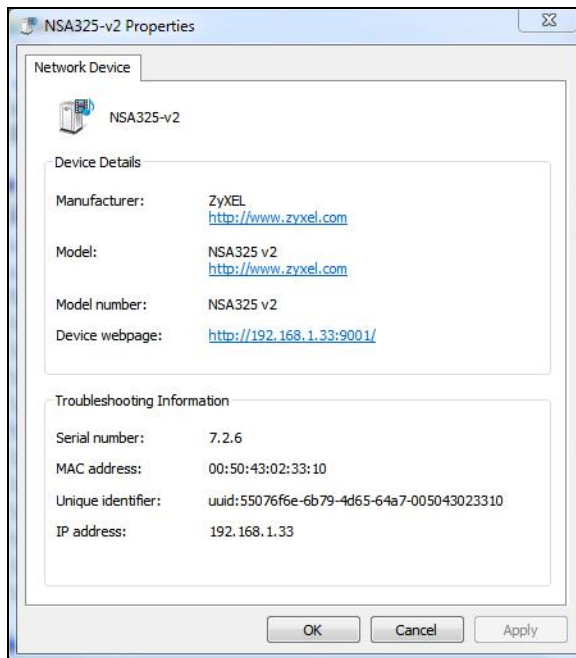 NSA325-v2 Properties
Network Device
NSA325-v2
Device Details
Manufacturer: ZyXEL
http://www.zyxel.com
Model: NSA325 v2
http://www.zyxel.com
Model number: NSA325 v2
Device webpage: http://192.168.1.33:9001/
Troubleshooting Information
Serial number: 7.2.6
MAC address: 00:50:43:02:33:10
Unique identifier: uuid:55076f6e-6b79-4d65-64a7-005043023310
IP address: 192.168.1.33
OK Cancel Apply